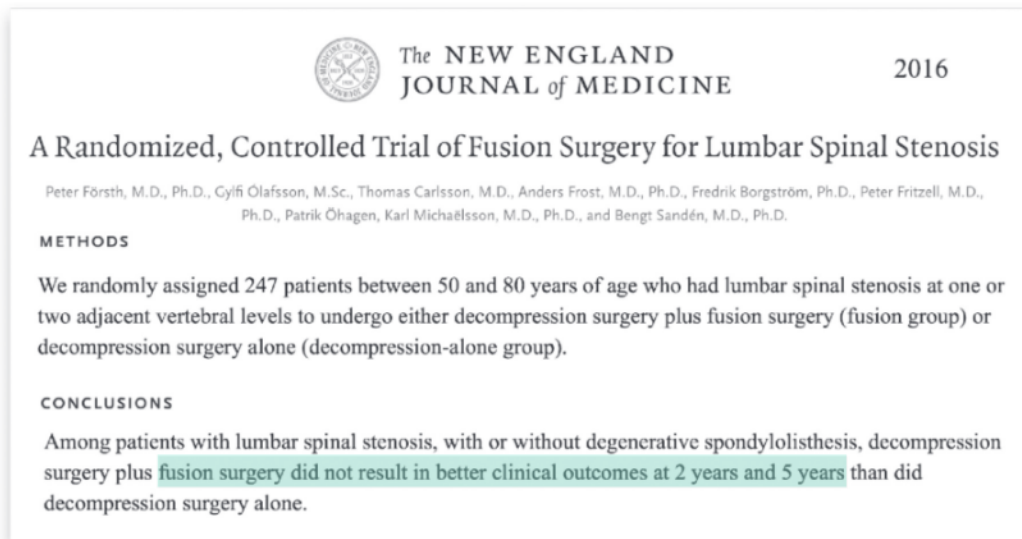 The NEW ENGLAND
JOURNAL of MEDICINE
2016
A Randomized, Controlled Trial of Fusion Surgery for Lumbar Spinal Stenosis
Peter Försth, M.D., Ph.D., Gylfi Ólafsson, M.Sc., Thomas Carlsson, M.D., Anders Frost, M.D., Ph.D., Fredrik Borgström, Ph.D., Peter Fritzell, M.D.,
Ph.D., Patrik Öhagen, Karl Michaëlsson, M.D., Ph.D., and Bengt Sandén, M.D., Ph.D.
METHODS
We randomly assigned 247 patients between 50 and 80 years of age who had lumbar spinal stenosis at one or
two adjacent vertebral levels to undergo either decompression surgery plus fusion surgery (fusion group) or
decompression surgery alone (decompression-alone group).
CONCLUSIONS
Among patients with lumbar spinal stenosis, with or without degenerative spondylolisthesis, decompression
surgery plus fusion surgery did not result in better clinical outcomes at 2 years and 5 years than did
decompression surgery alone.